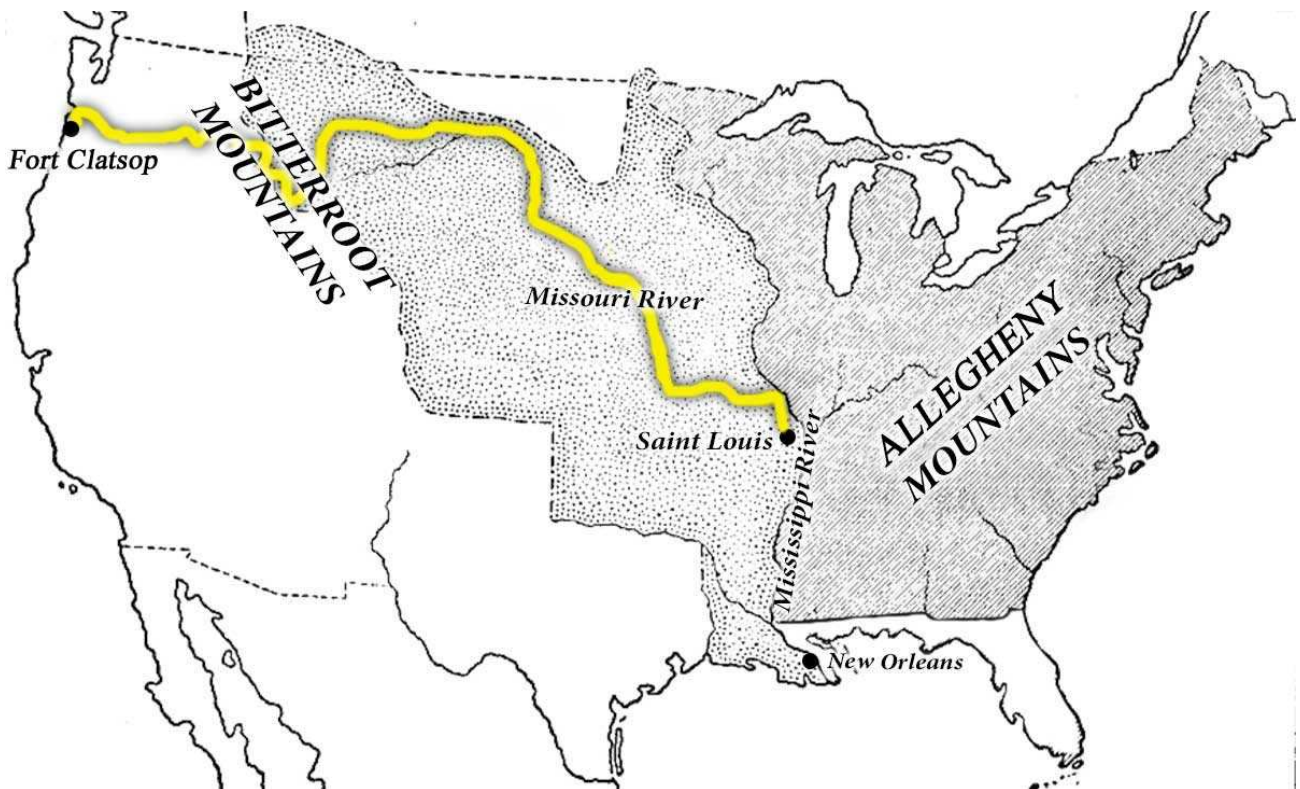 BITTERROOT
MOUNTAINS
Fort Clatsop
Missouri River
ALLEGHENY
MOUNTAINS
Saint Louis
Mississippi River
New Orleans